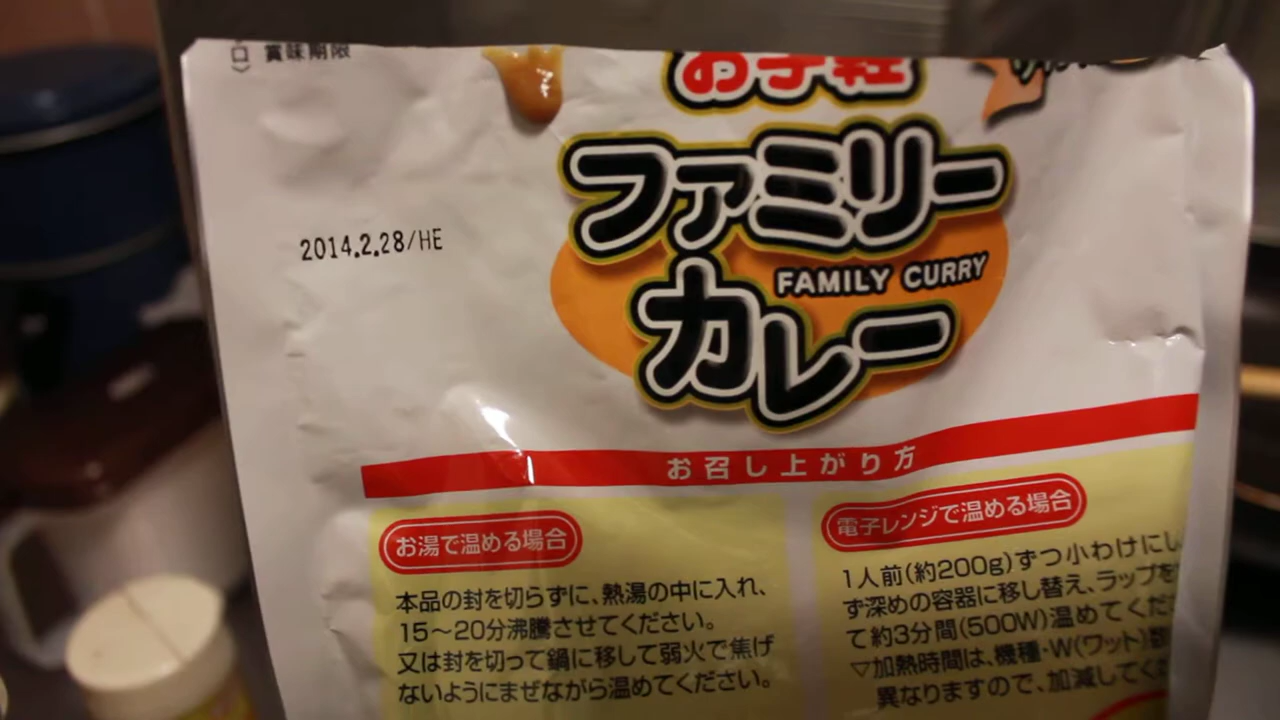 賞味期限
お手軽
ファミリー
カレー
FAMILY CURRY
2014.2.28/HE
お召し上がり方
お湯で温める場合
本品の封を切らずに、熱湯の中に入れ、
15〜20分沸騰させてください。
又は封を切って鍋に移して弱火で焦げ
ないようにまぜながら温めてください。
電子レンジで温める場合
1人前(約200g)ずつ小わけにし
ず深めの容器に移し替え、ラップを
て約3分間(500W)温めてくだ
▽加熱時間は、機種・W(ワット)数
異なりますので、加減してくだ